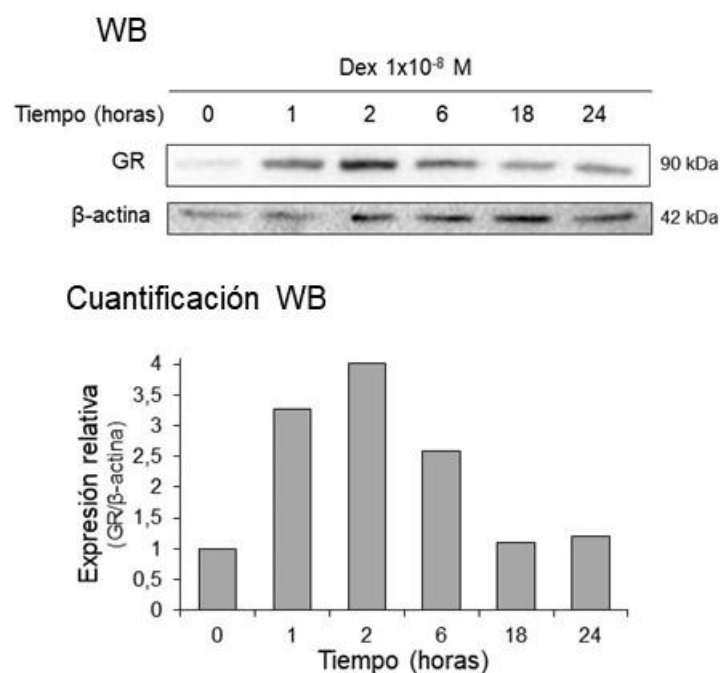 WB
Dex 1x10⁻⁸ M
Tiempo (horas) 0 1 2 6 18 24
GR 90 kDa
β-actina 42 kDa
Cuantificación WB
Expresión relativa
(GR/β-actina)
4
3,5
3
2,5
2
1,5
1
0,5
0
0 1 2 6 18 24
Tiempo (horas)